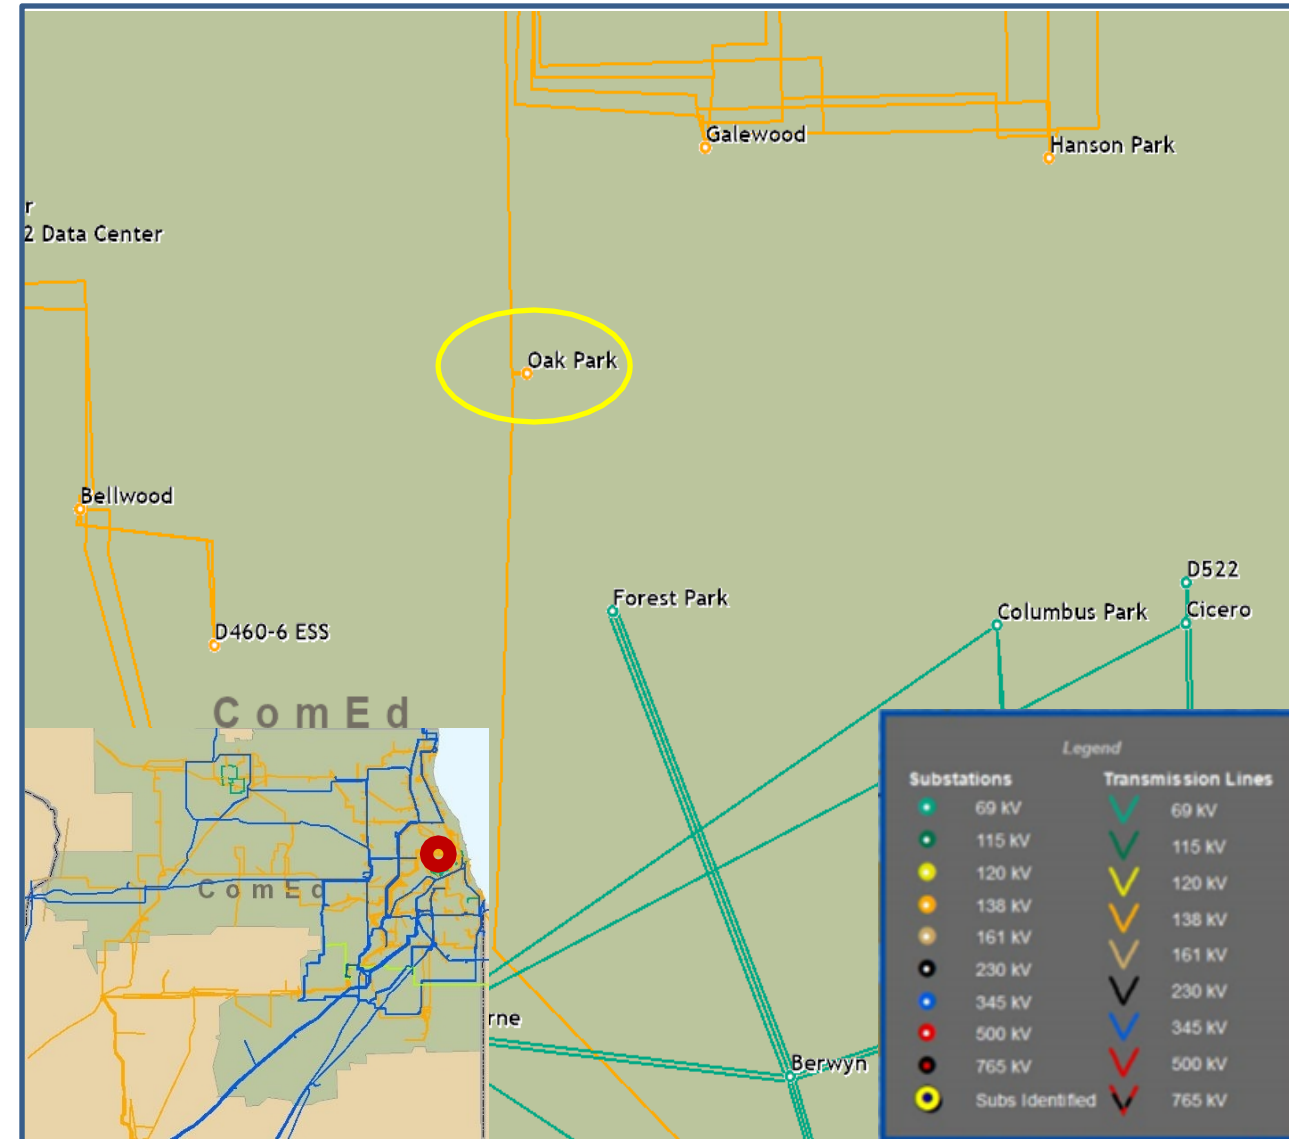 Galewood
Hanson Park
r
2 Data Center
Oak Park
Bellwood
D522
Forest Park
Columbus Park
Cicero
D460-6 ESS
ComEd
ComEd
rne
Berwyn
Legend
Substations
Transmission Lines
69 kV
69 kV
115 kV
115 kV
120 kV
120 kV
138 kV
138 kV
161 kV
161 kV
230 kV
230 kV
345 kV
345 kV
500 kV
500 kV
765 kV
Subs Identified
765 kV